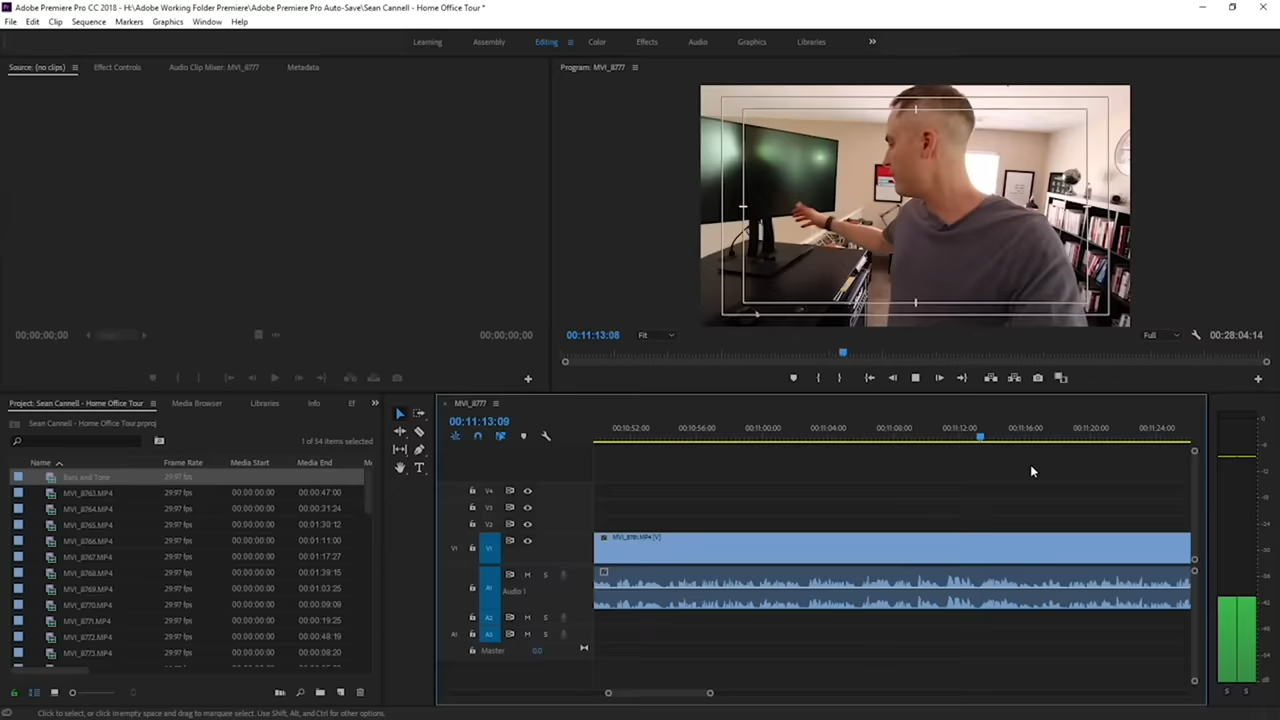 Adobe Premiere Pro CC 2018 - H:\Adobe Working Folder Premiere\Adobe Premiere Pro Auto-Save\Sean Cannell - Home Office Tour *
File Edit Clip Sequence Markers Graphics Window Help
Learning Assembly Editing Color Effects Audio Graphics Libraries
Source: (no clips) Effect Controls Audio Clip Mixer: MVI_8777 Metadata
Program: MVI_8777
00;00;00;00 00;00;00;00
00:11:13:08 Fit Full 00:28:04:14
Project: Sean Cannell - Home Office Tour Media Browser Libraries Info Ef
Sean Cannell - Home Office Tour.prproj
1 of 54 items selected
Name Frame Rate Media Start Media End
Bars and Tone 29.97 fps
MVI_8763.MP4 29.97 fps 00:00:00:00 00:00:47:00
MVI_8764.MP4 29.97 fps 00:00:00:00 00:00:31:24
MVI_8765.MP4 29.97 fps 00:00:00:00 00:01:30:12
MVI_8766.MP4 29.97 fps 00:00:00:00 00:01:11:00
MVI_8767.MP4 29.97 fps 00:00:00:00 00:01:17:27
MVI_8768.MP4 29.97 fps 00:00:00:00 00:01:39:15
MVI_8769.MP4 29.97 fps 00:00:00:00 00:01:03:25
MVI_8770.MP4 29.97 fps 00:00:00:00 00:00:09:09
MVI_8771.MP4 29.97 fps 00:00:00:00 00:00:19:25
MVI_8772.MP4 29.97 fps 00:00:00:00 00:00:48:19
MVI_8773.MP4 29.97 fps 00:00:00:00 00:00:08:20
MVI_8777
00:11:13:09
00:10:52:00 00:10:56:00 00:11:00:00 00:11:04:00 00:11:08:00 00:11:12:00 00:11:16:00 00:11:20:00 00:11:24:00
V4
V3
V2
V1 V1 MVI_8781.MP4 [V]
A1 M S
Audio 1
A2 M S
A1 A3 M S
Master 0.0
S S
Click to select, or click in empty space and drag to marquee select. Use Shift, Alt, and Ctrl for other options.